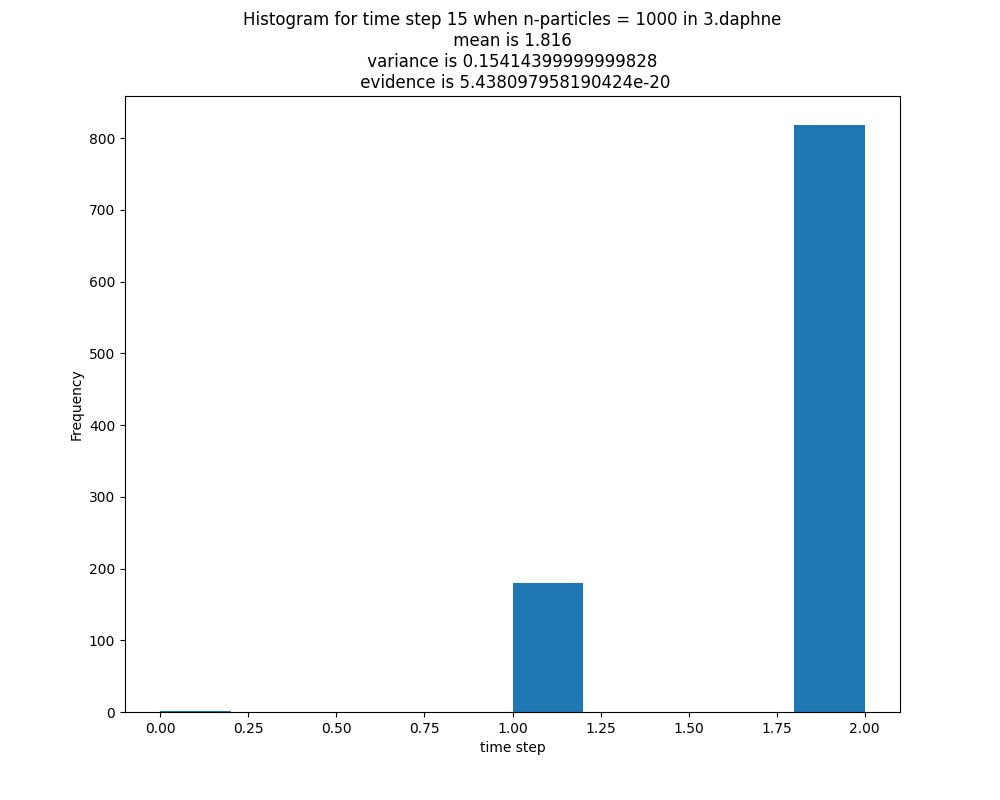 Histogram for time step 15 when n-particles = 1000 in 3.daphne
mean is 1.816
variance is 0.15414399999999828
evidence is 5.438097958190424e-20
800
700
600
500
400
300
200
100
0
Frequency
0.00 0.25 0.50 0.75 1.00 1.25 1.50 1.75 2.00
time step